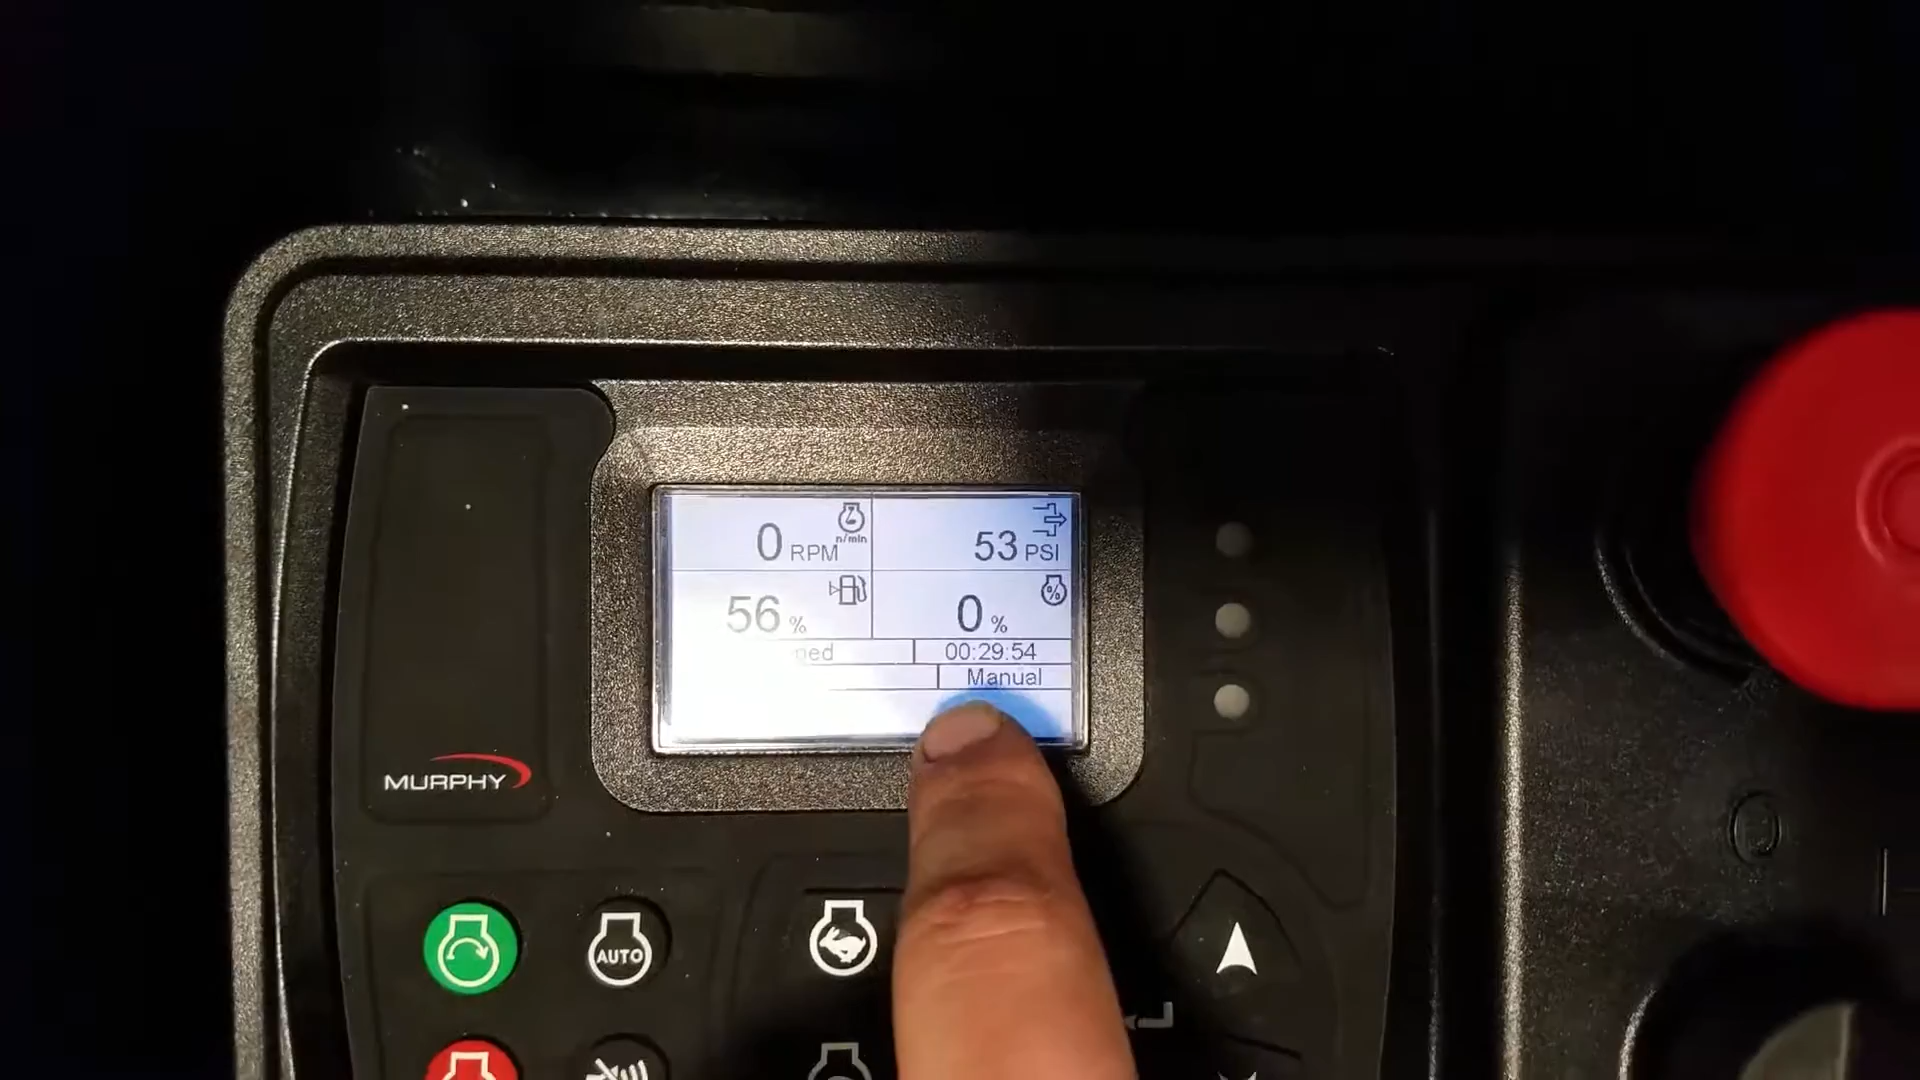 0 RPM n/min
53 PSI
56 %
0 % %
00:29:54
Manual
MURPHY
AUTO